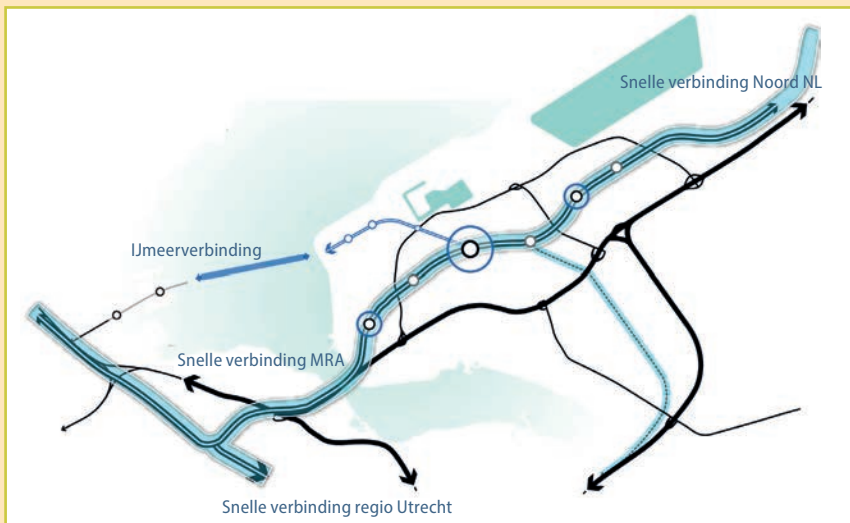 Snelle verbinding Noord NL
IJmeerverbinding
Snelle verbinding MRA
Snelle verbinding regio Utrecht